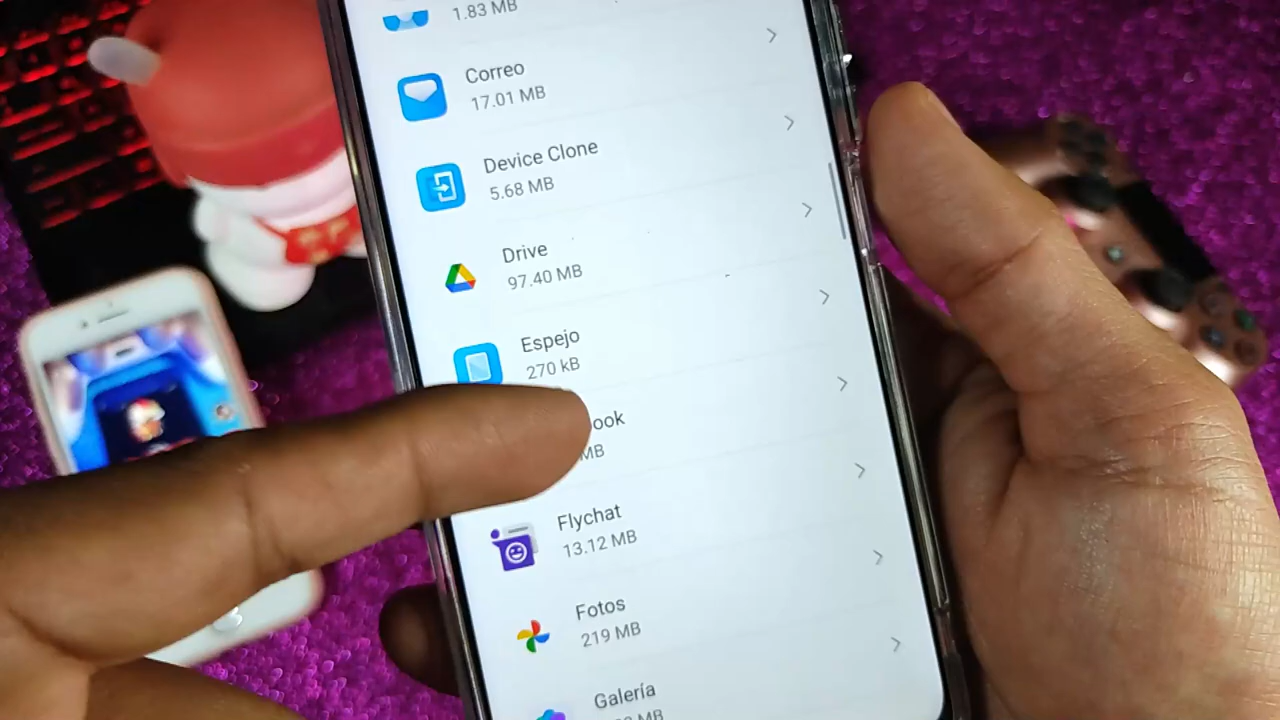 1.83 MB
Correo
17.01 MB
Device Clone
5.68 MB
Drive
97.40 MB
Espejo
270 kB
ook
MB
Flychat
13.12 MB
Fotos
219 MB
Galería
MB